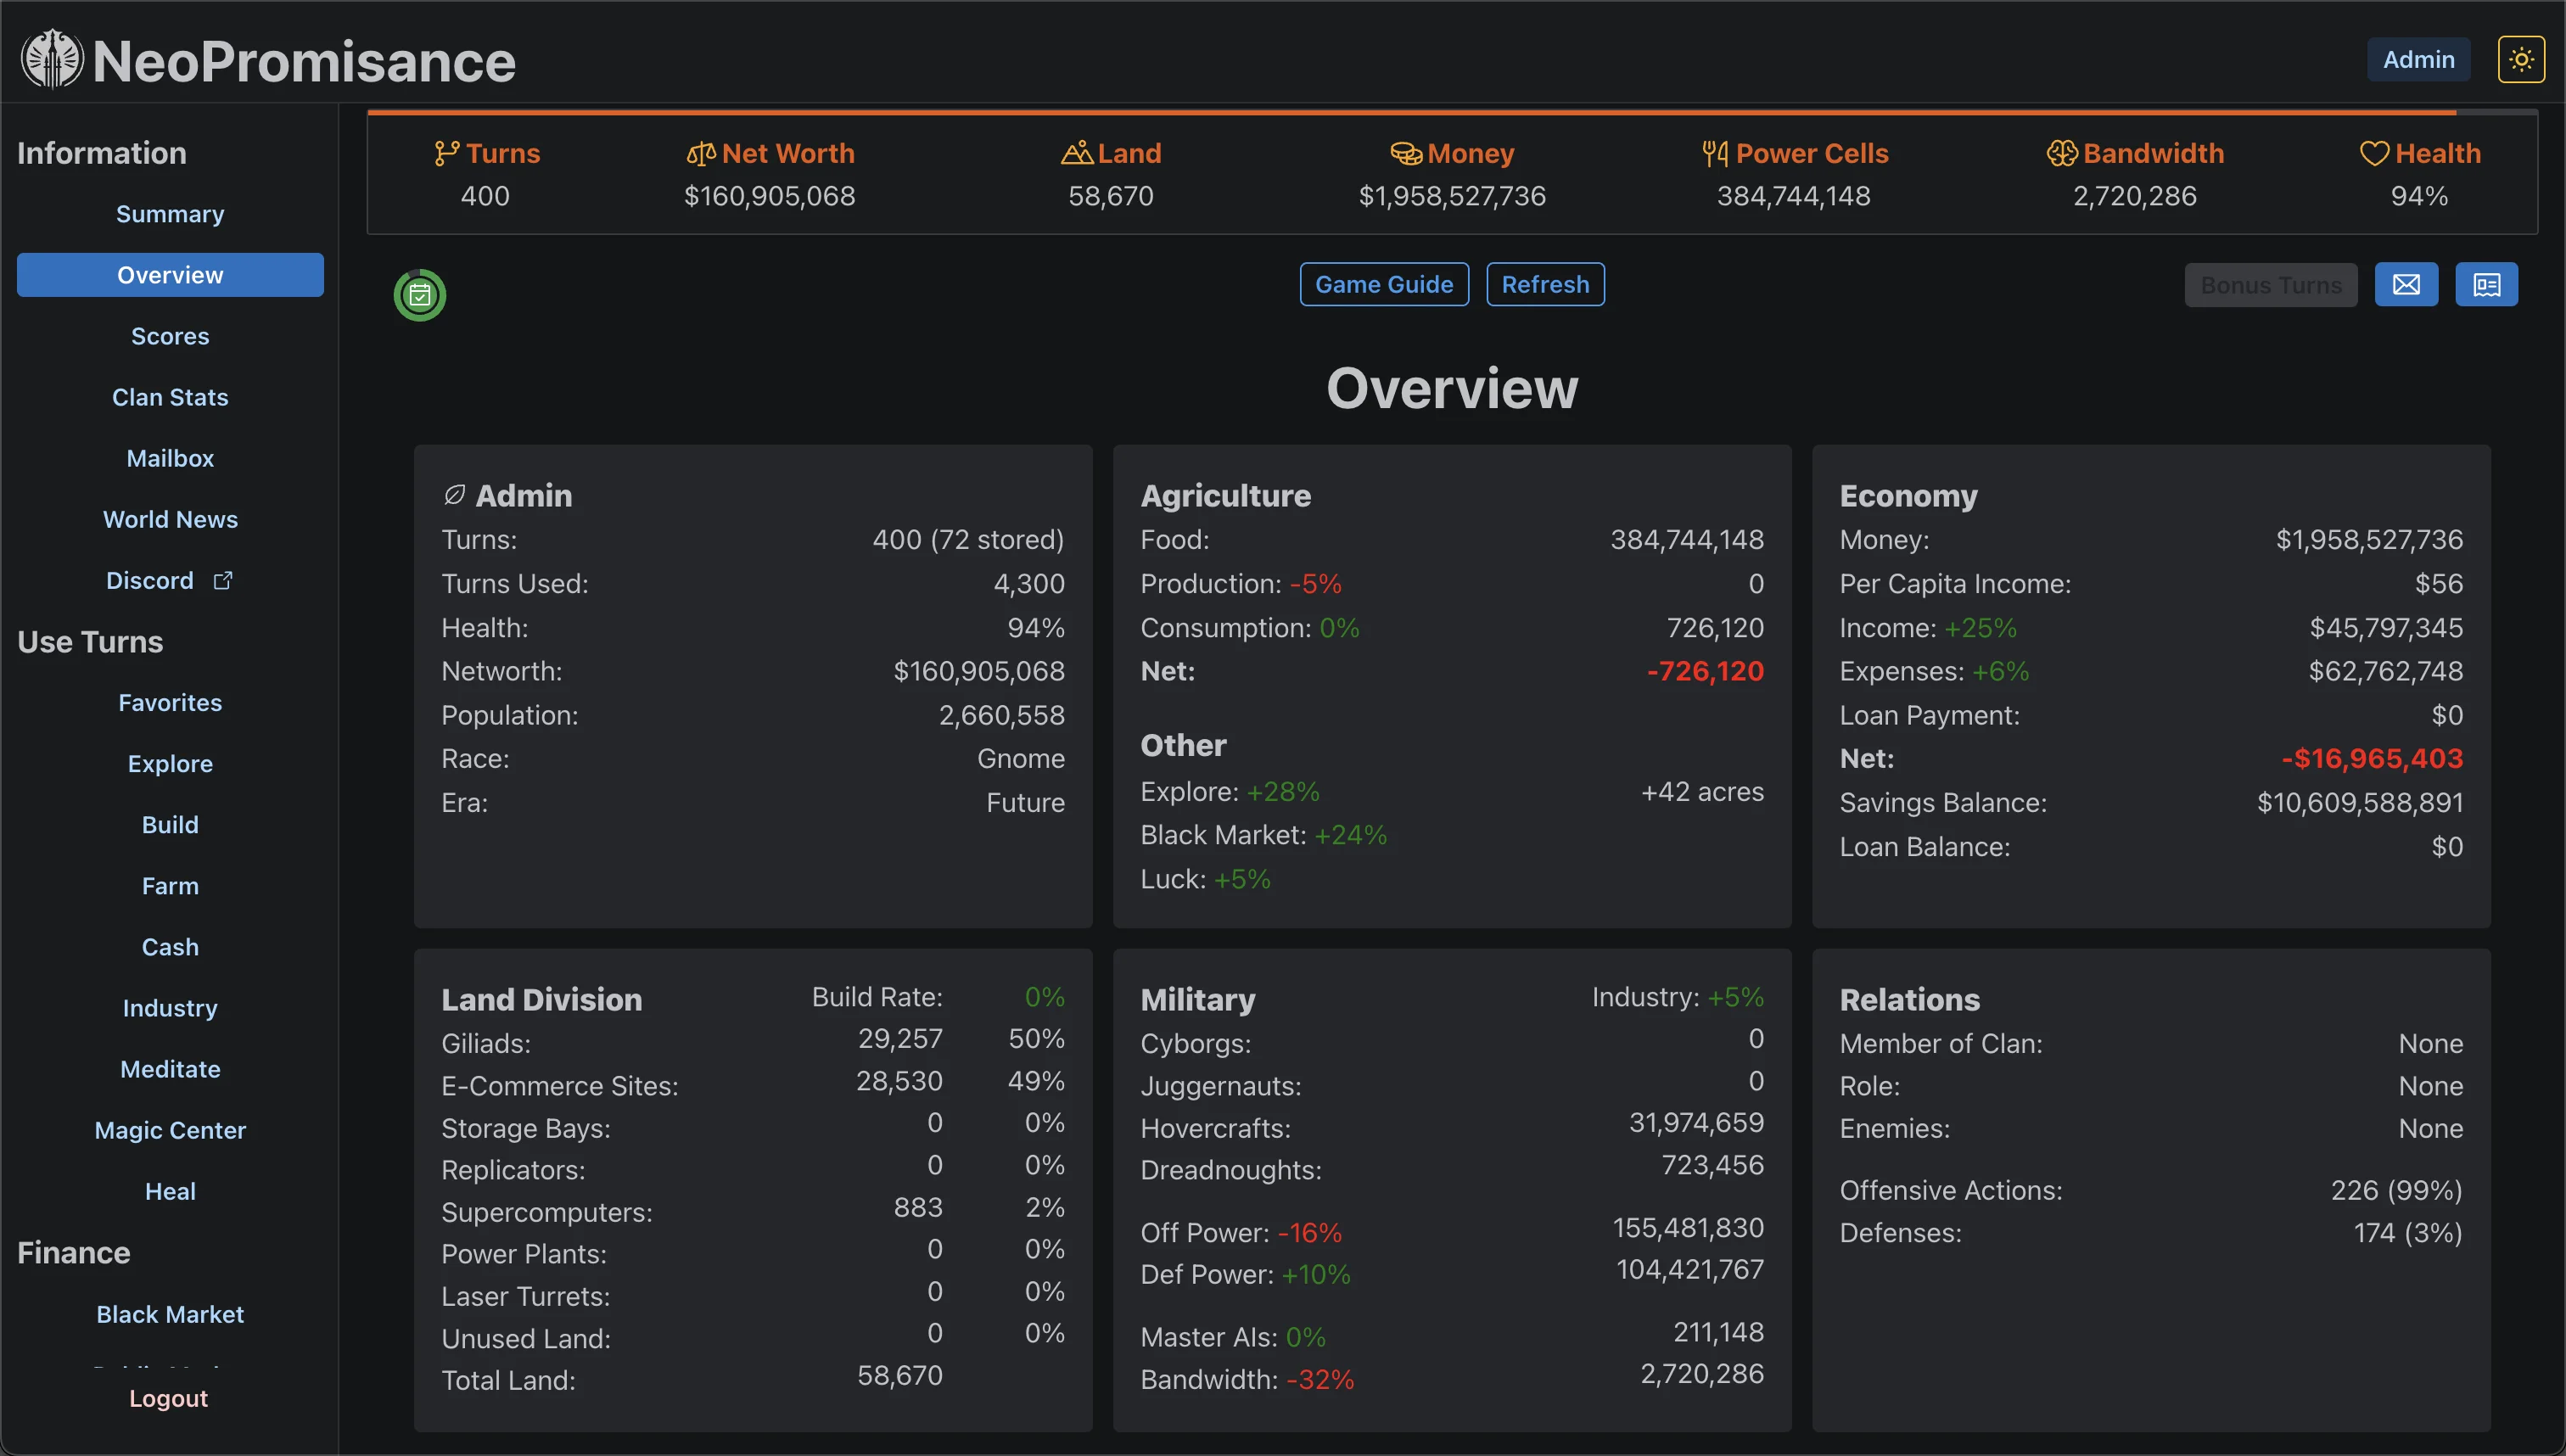 NeoPromisance
Admin
Information
Summary
Overview
Scores
Clan Stats
Mailbox
World News
Discord
Use Turns
Favorites
Explore
Build
Farm
Cash
Industry
Meditate
Magic Center
Heal
Finance
Black Market
Logout
Turns Net Worth Land Money Power Cells Bandwidth Health
400 $160,905,068 58,670 $1,958,527,736 384,744,148 2,720,286 94%
Game Guide Refresh Bonus Turns
Overview
Admin
Turns: 400 (72 stored)
Turns Used: 4,300
Health: 94%
Networth: $160,905,068
Population: 2,660,558
Race: Gnome
Era: Future
Agriculture
Food: 384,744,148
Production: -5% 0
Consumption: 0% 726,120
Net: -726,120
Other
Explore: +28% +42 acres
Black Market: +24%
Luck: +5%
Economy
Money: $1,958,527,736
Per Capita Income: $56
Income: +25% $45,797,345
Expenses: +6% $62,762,748
Loan Payment: $0
Net: -$16,965,403
Savings Balance: $10,609,588,891
Loan Balance: $0
Land Division Build Rate: 0%
Giliads: 29,257 50%
E-Commerce Sites: 28,530 49%
Storage Bays: 0 0%
Replicators: 0 0%
Supercomputers: 883 2%
Power Plants: 0 0%
Laser Turrets: 0 0%
Unused Land: 0 0%
Total Land: 58,670
Military Industry: +5%
Cyborgs: 0
Juggernauts: 0
Hovercrafts: 31,974,659
Dreadnoughts: 723,456
Off Power: -16% 155,481,830
Def Power: +10% 104,421,767
Master AIs: 0% 211,148
Bandwidth: -32% 2,720,286
Relations
Member of Clan: None
Role: None
Enemies: None
Offensive Actions: 226 (99%)
Defenses: 174 (3%)